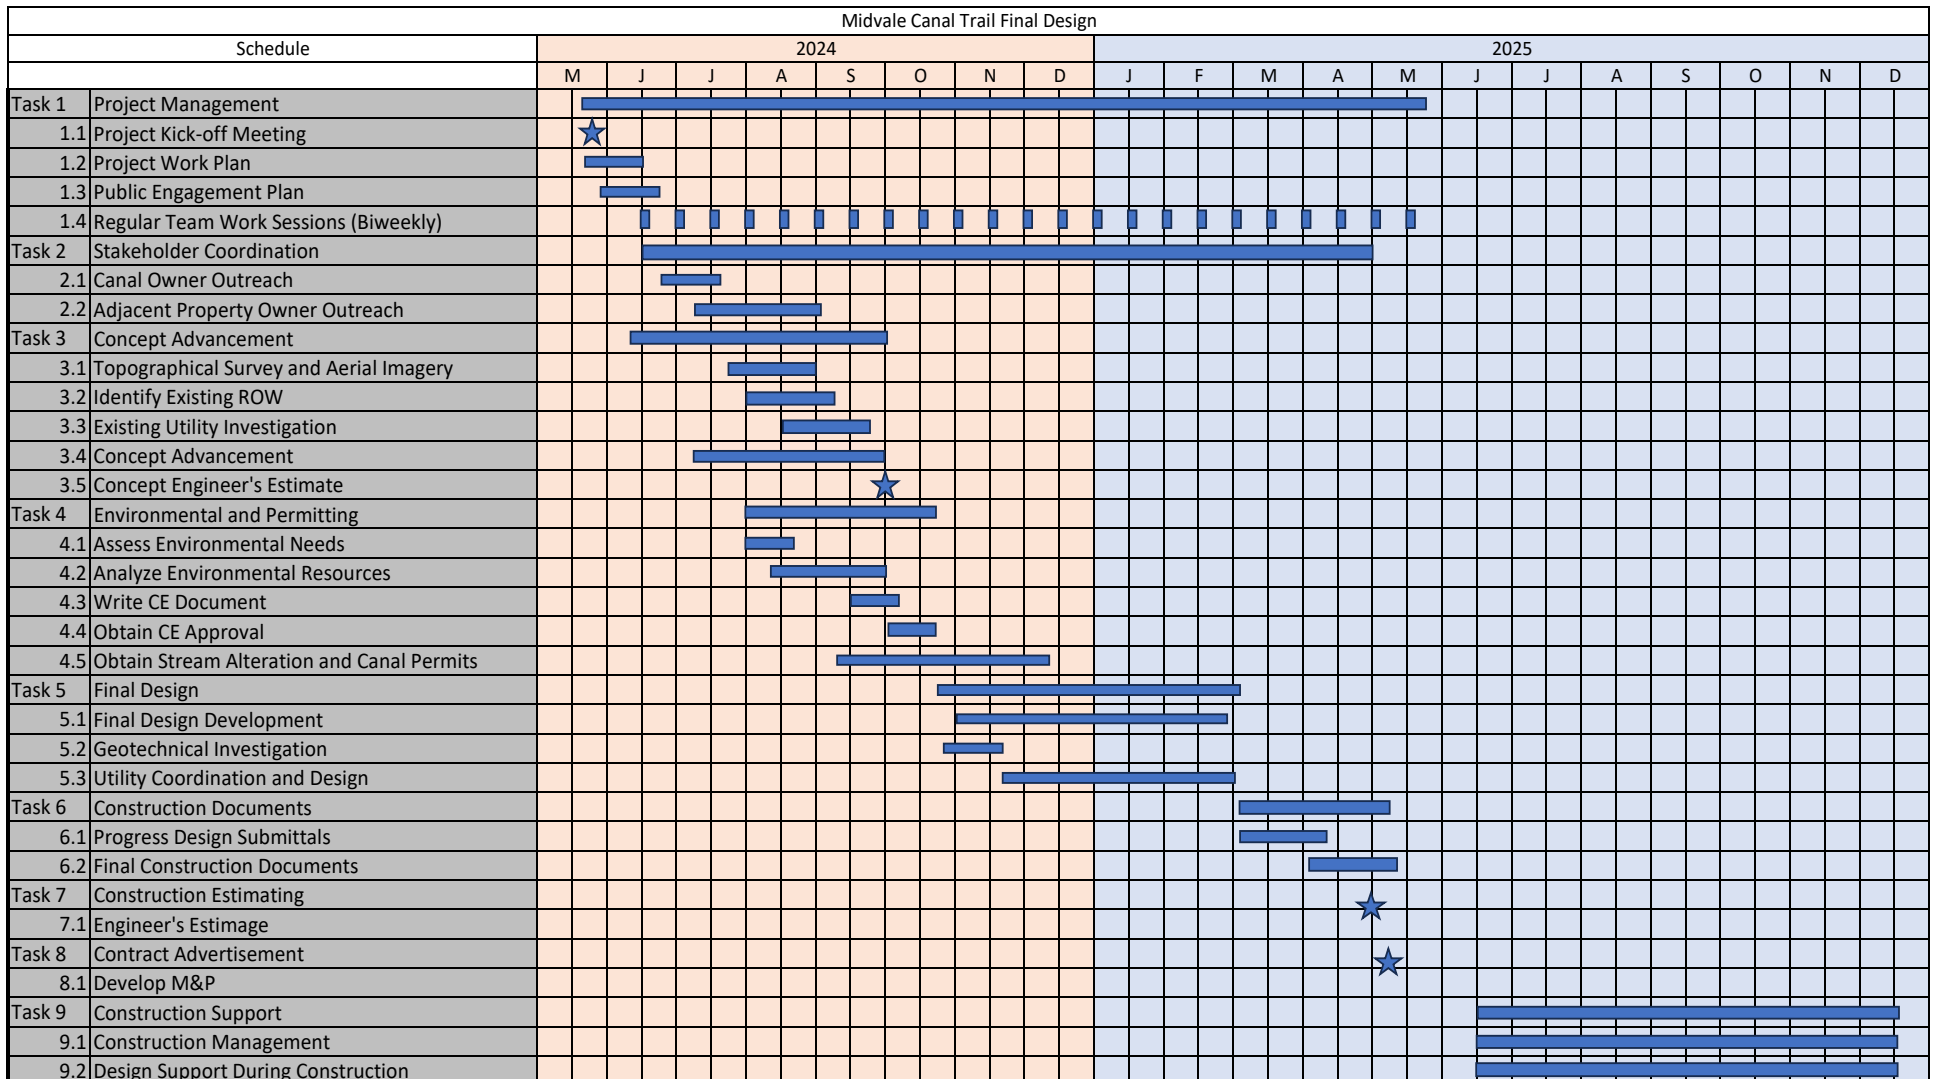 Midvale Canal Trail Final Design
Schedule 2024 2025
M J J A S O N D J F M A M J J A S O N D
Task 1 Project Management
1.1 Project Kick-off Meeting
1.2 Project Work Plan
1.3 Public Engagement Plan
1.4 Regular Team Work Sessions (Biweekly)
Task 2 Stakeholder Coordination
2.1 Canal Owner Outreach
2.2 Adjacent Property Owner Outreach
Task 3 Concept Advancement
3.1 Topographical Survey and Aerial Imagery
3.2 Identify Existing ROW
3.3 Existing Utility Investigation
3.4 Concept Advancement
3.5 Concept Engineer's Estimate
Task 4 Environmental and Permitting
4.1 Assess Environmental Needs
4.2 Analyze Environmental Resources
4.3 Write CE Document
4.4 Obtain CE Approval
4.5 Obtain Stream Alteration and Canal Permits
Task 5 Final Design
5.1 Final Design Development
5.2 Geotechnical Investigation
5.3 Utility Coordination and Design
Task 6 Construction Documents
6.1 Progress Design Submittals
6.2 Final Construction Documents
Task 7 Construction Estimating
7.1 Engineer's Estimage
Task 8 Contract Advertisement
8.1 Develop M&P
Task 9 Construction Support
9.1 Construction Management
9.2 Design Support During Construction